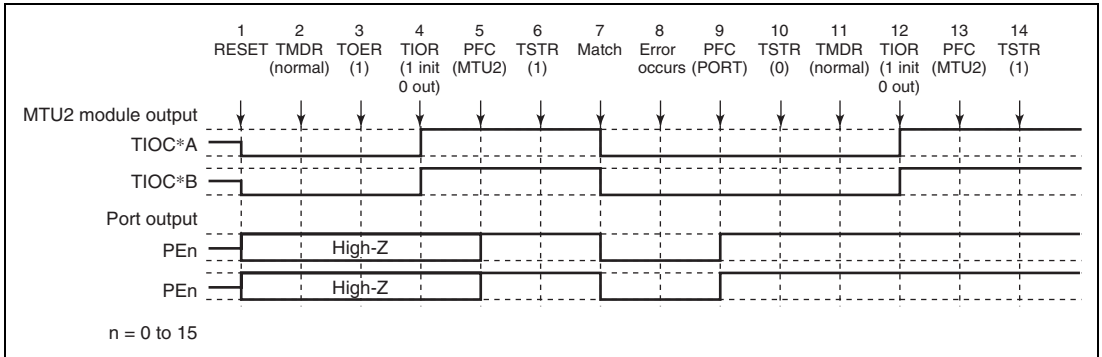 1 2 3 4 5 6 7 8 9 10 11 12 13 14
RESET TMDR TOER TIOR PFC TSTR Match Error PFC TSTR TMDR TIOR PFC TSTR
(normal) (1) (1 init (MTU2) (1) occurs (PORT) (0) (normal) (1 init (MTU2) (1)
0 out) 0 out)
MTU2 module output
TIOC*A
TIOC*B
Port output
PEn High-Z
PEn High-Z
n = 0 to 15